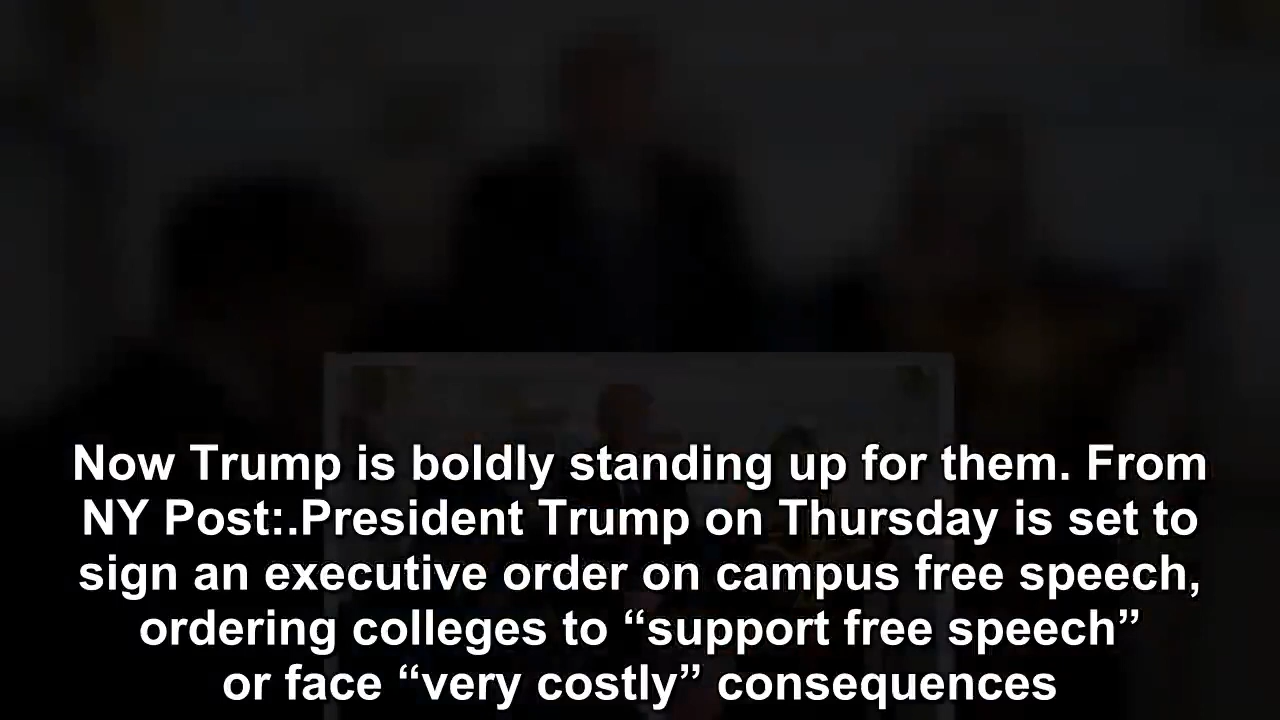 Now Trump is boldly standing up for them. From
NY Post:.President Trump on Thursday is set to
sign an executive order on campus free speech,
ordering colleges to “support free speech”
or face “very costly” consequences